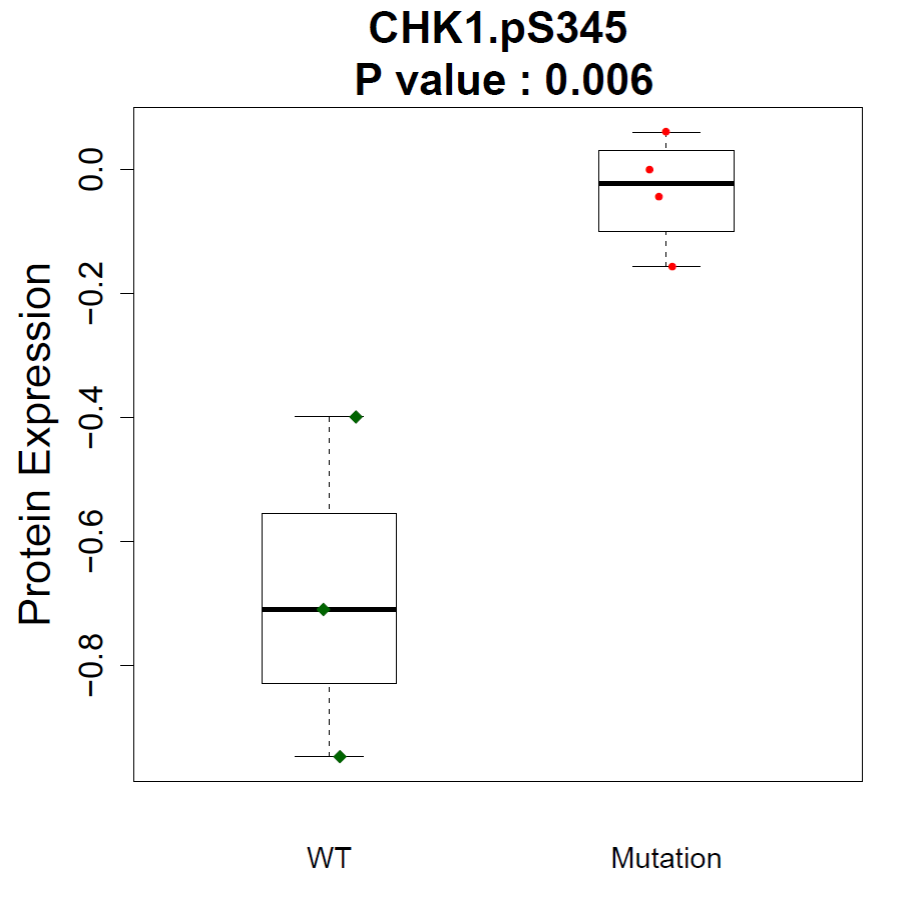 CHK1.pS345
P value : 0.006
Protein Expression
0.0
−0.2
−0.4
−0.6
−0.8
WT
Mutation